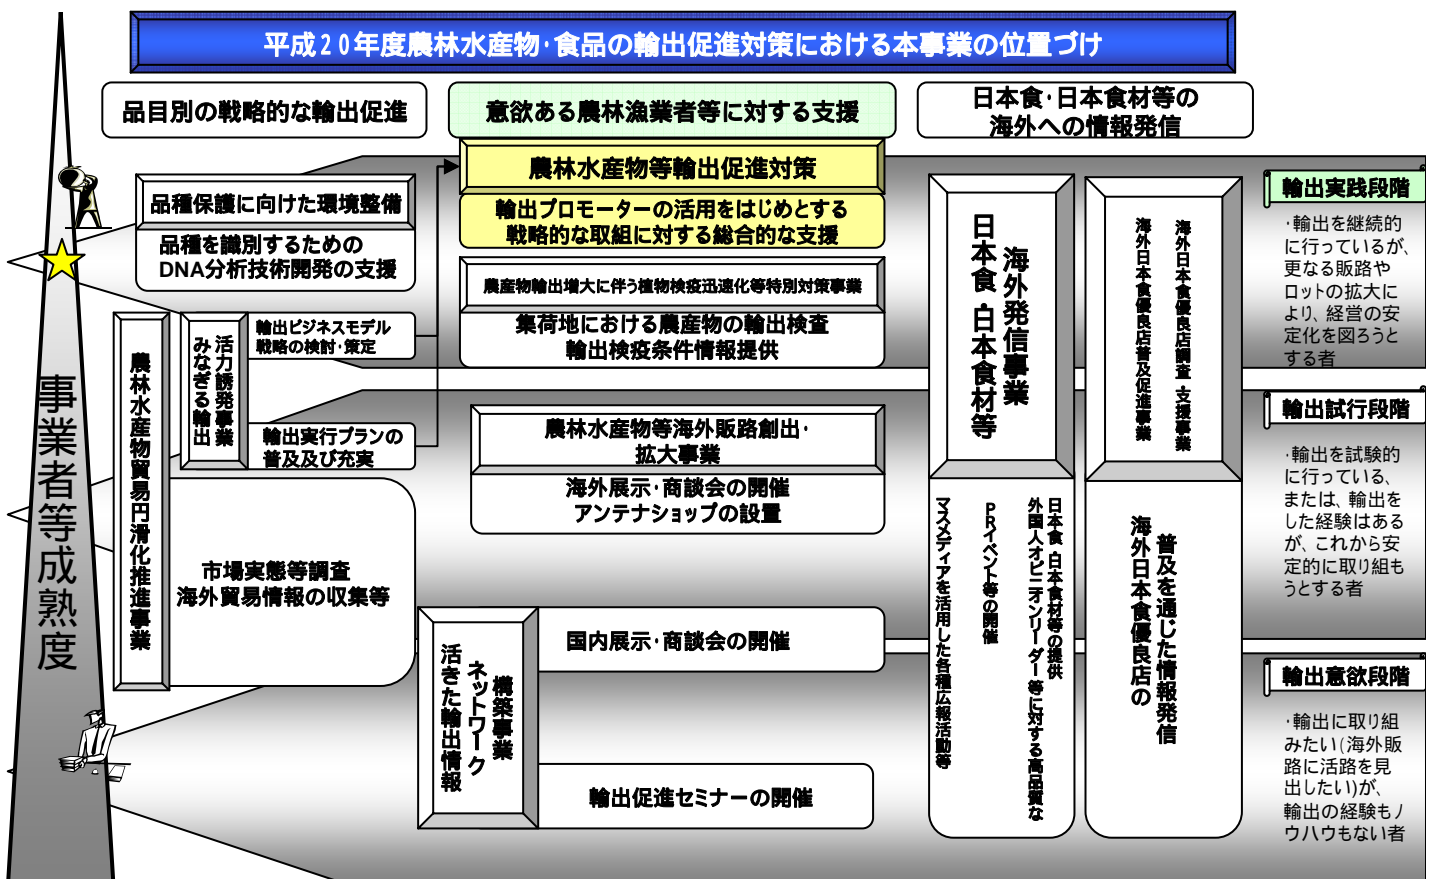 平成20年度農林水産物・食品の輸出促進対策における本事業の位置づけ
品目別の戦略的な輸出促進
意欲ある農林漁業者等に対する支援
日本食・日本食材等の
海外への情報発信
事業者等成熟度
品種保護に向けた環境整備
品種を識別するための
DNA分析技術開発の支援
農林水産物貿易円滑化推進事業
みなぎる輸出
活力誘発事業
輸出ビジネスモデル
戦略の検討・策定
輸出実行プランの
普及及び充実
市場実態等調査
海外貿易情報の収集等
農林水産物等輸出促進対策
輸出プロモーターの活用をはじめとする
戦略的な取組に対する総合的な支援
農産物輸出増大に伴う植物検疫迅速化等特別対策事業
集荷地における農産物の輸出検査
輸出検疫条件情報提供
農林水産物等海外販路創出・
拡大事業
海外展示・商談会の開催
アンテナショップの設置
活きた輸出情報
ネットワーク
構築事業
国内展示・商談会の開催
輸出促進セミナーの開催
日本食・日本食材等
海外発信事業
日本食・日本食材等の提供
外国人オピニオンリーダー等に対する高品質な
PRイベント等の開催
マスメディアを活用した各種広報活動等
海外日本食優良店調査・支援事業
海外日本食優良店普及促進事業
海外日本食優良店の
普及を通じた情報発信
輸出実践段階
・輸出を継続的
に行っているが、
更なる販路や
ロットの拡大に
より、経営の安
定化を図ろうと
する者
輸出試行段階
・輸出を試験的
に行っている、
または、輸出を
した経験はある
が、これから安
定的に取り組も
うとする者
輸出意欲段階
・輸出に取り組
みたい(海外販
路に活路を見
出したい)が、
輸出の経験もノ
ウハウもない者